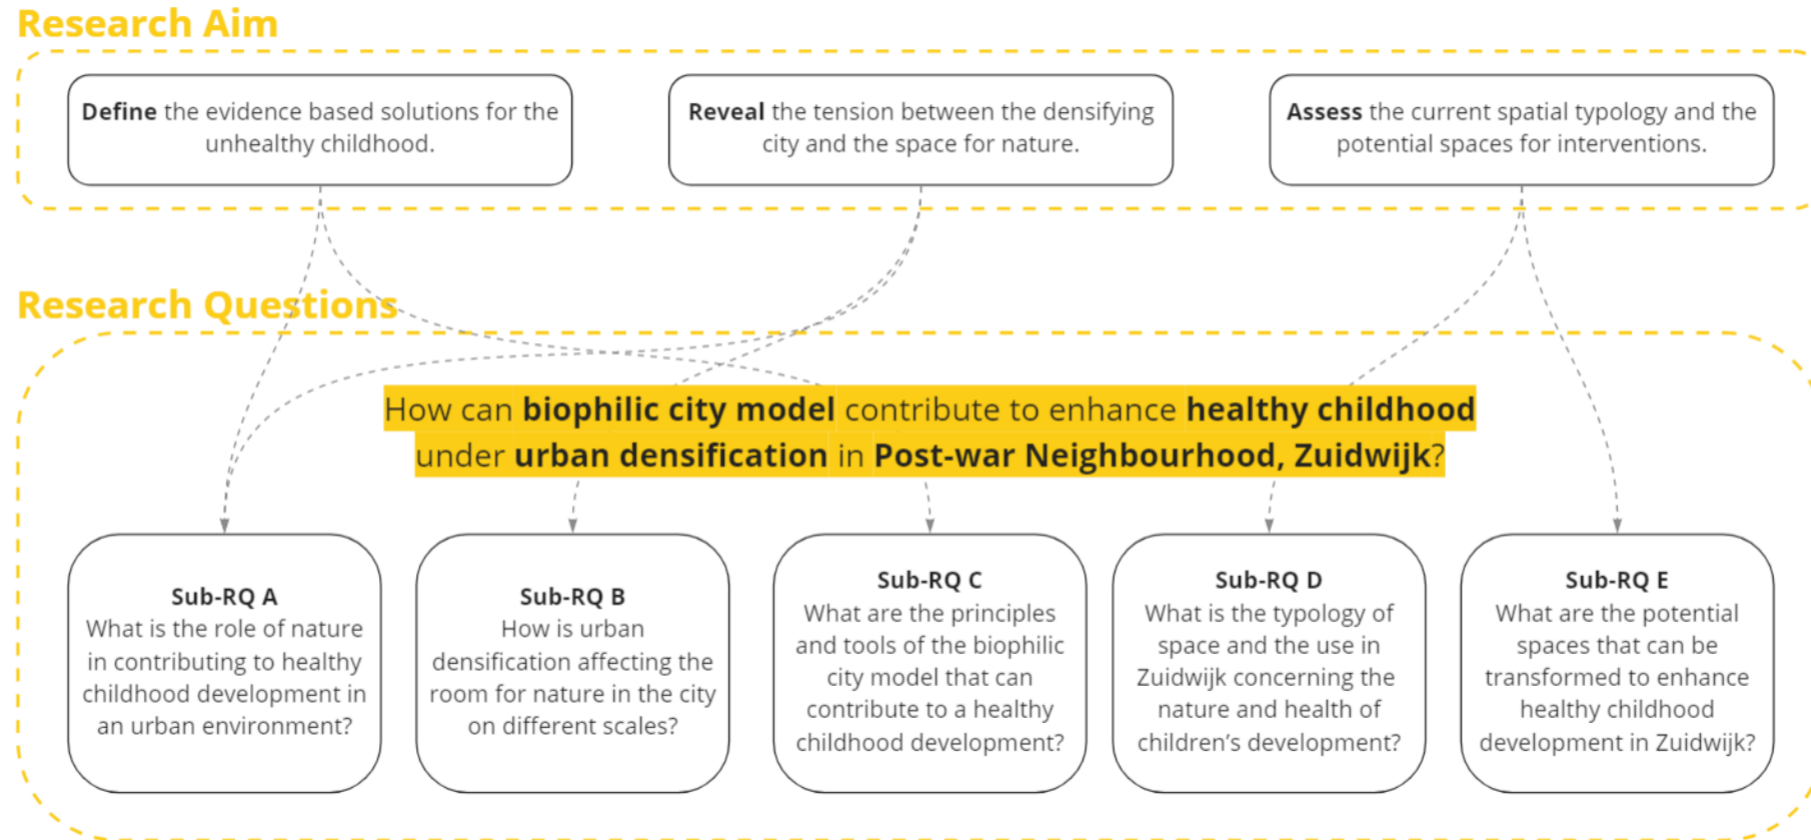 Research Aim
Define the evidence based solutions for the
unhealthy childhood.
Reveal the tension between the densifying
city and the space for nature.
Assess the current spatial typology and the
potential spaces for interventions.
Research Questions
How can biophilic city model contribute to enhance healthy childhood
under urban densification in Post-war Neighbourhood, Zuidwijk?
Sub-RQ A
What is the role of nature
in contributing to healthy
childhood development in
an urban environment?
Sub-RQ B
How is urban
densification affecting the
room for nature in the city
on different scales?
Sub-RQ C
What are the principles
and tools of the biophilic
city model that can
contribute to a healthy
childhood development?
Sub-RQ D
What is the typology of
space and the use in
Zuidwijk concerning the
nature and health of
children’s development?
Sub-RQ E
What are the potential
spaces that can be
transformed to enhance
healthy childhood
development in Zuidwijk?